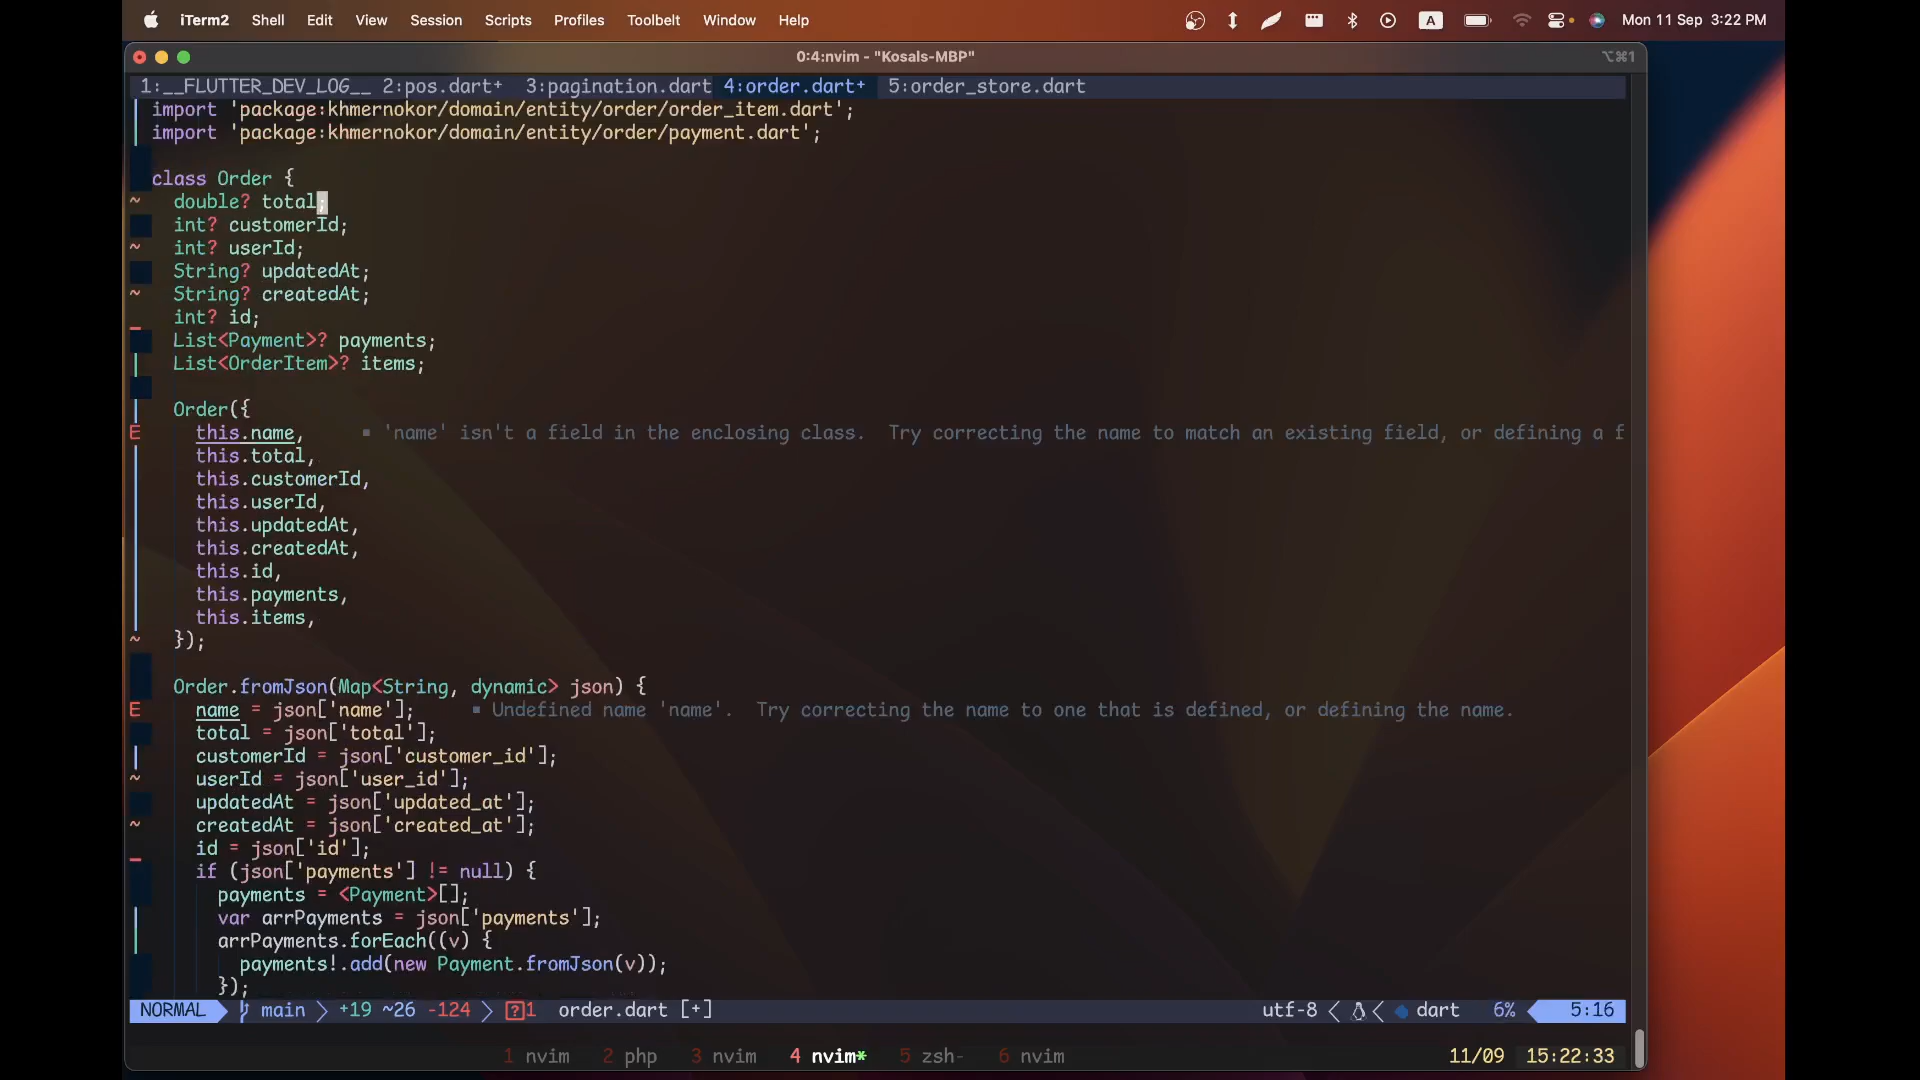 iTerm2 Shell Edit View Session Scripts Profiles Toolbelt Window Help A Mon 11 Sep 3:22 PM
0:4:nvim - "Kosals-MBP" ⌥⌘1
1:__FLUTTER_DEV_LOG__ 2:pos.dart+ 3:pagination.dart 4:order.dart+ 5:order_store.dart
import 'package:khmernokor/domain/entity/order/order_item.dart';
import 'package:khmernokor/domain/entity/order/payment.dart';
class Order {
~ double? total;
int? customerId;
~ int? userId;
String? updatedAt;
~ String? createdAt;
int? id;
List<Payment>? payments;
List<OrderItem>? items;
Order({
E this.name, ▪ 'name' isn't a field in the enclosing class.  Try correcting the name to match an existing field, or defining a f
this.total,
this.customerId,
this.userId,
this.updatedAt,
this.createdAt,
this.id,
this.payments,
this.items,
~ });
Order.fromJson(Map<String, dynamic> json) {
E name = json['name']; ▪ Undefined name 'name'.  Try correcting the name to one that is defined, or defining the name.
total = json['total'];
customerId = json['customer_id'];
~ userId = json['user_id'];
updatedAt = json['updated_at'];
~ createdAt = json['created_at'];
id = json['id'];
if (json['payments'] != null) {
payments = <Payment>[];
var arrPayments = json['payments'];
arrPayments.forEach((v) {
payments!.add(new Payment.fromJson(v));
});
NORMAL main +19 ~26 -124 ?1 order.dart [+] utf-8 dart 6% 5:16
1 nvim 2 php 3 nvim 4 nvim* 5 zsh- 6 nvim 11/09 15:22:33